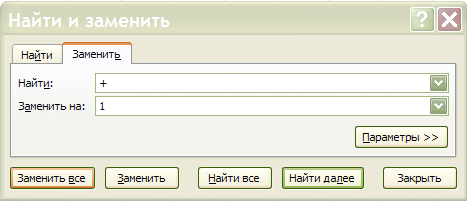 Найти и заменить
Найти Заменить
Найти: +
Заменить на: 1
Параметры >>
Заменить все Заменить Найти все Найти далее Закрыть